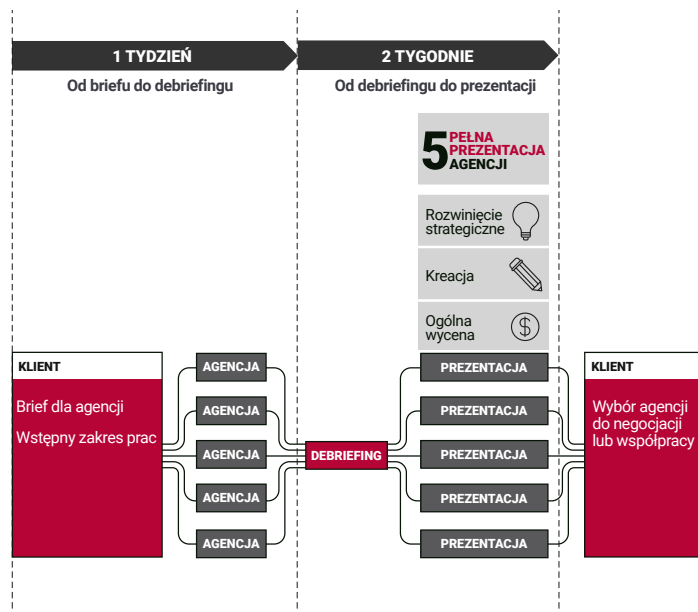 1 TYDZIEŃ
2 TYGODNIE
Od briefu do debriefingu
Od debriefingu do prezentacji
5 PEŁNA
PREZENTACJA
AGENCJI
Rozwinięcie
strategiczne
Kreacja
Ogólna
wycena
$
KLIENT
Brief dla agencji
Wstępny zakres prac
AGENCJA
AGENCJA
AGENCJA
AGENCJA
AGENCJA
DEBRIEFING
PREZENTACJA
PREZENTACJA
PREZENTACJA
PREZENTACJA
PREZENTACJA
KLIENT
Wybór agencji
do negocjacji
lub współpracy